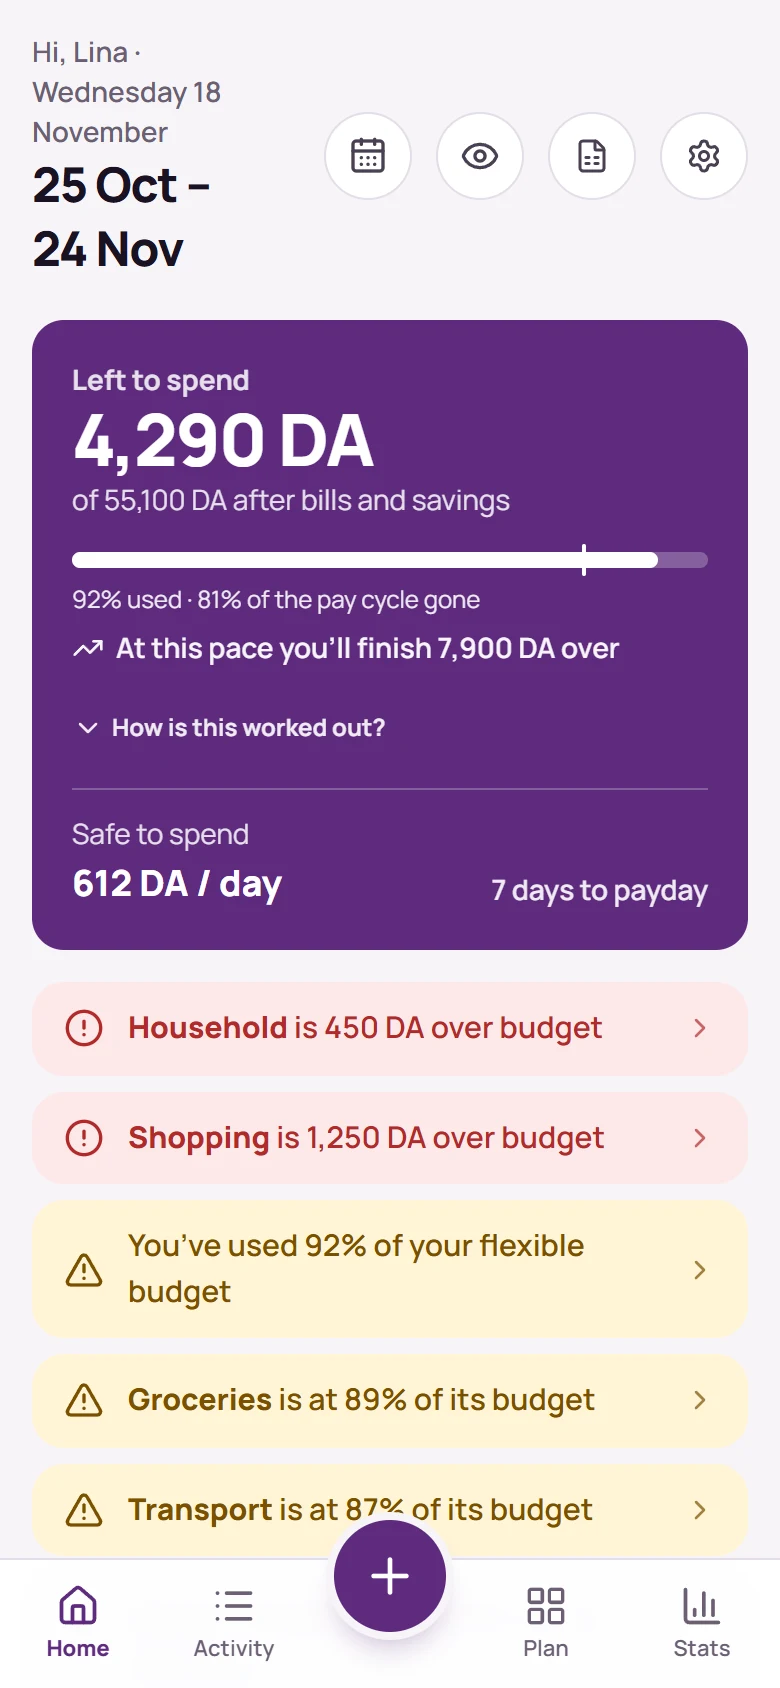 Hi, Lina ·
Wednesday 18
November
25 Oct –
24 Nov
Left to spend
4,290 DA
of 55,100 DA after bills and savings
92% used · 81% of the pay cycle gone
At this pace you’ll finish 7,900 DA over
How is this worked out?
Safe to spend
612 DA / day
7 days to payday
Household is 450 DA over budget
Shopping is 1,250 DA over budget
You’ve used 92% of your flexible
budget
Groceries is at 89% of its budget
Transport is at 87% of its budget
Home
Activity
Plan
Stats